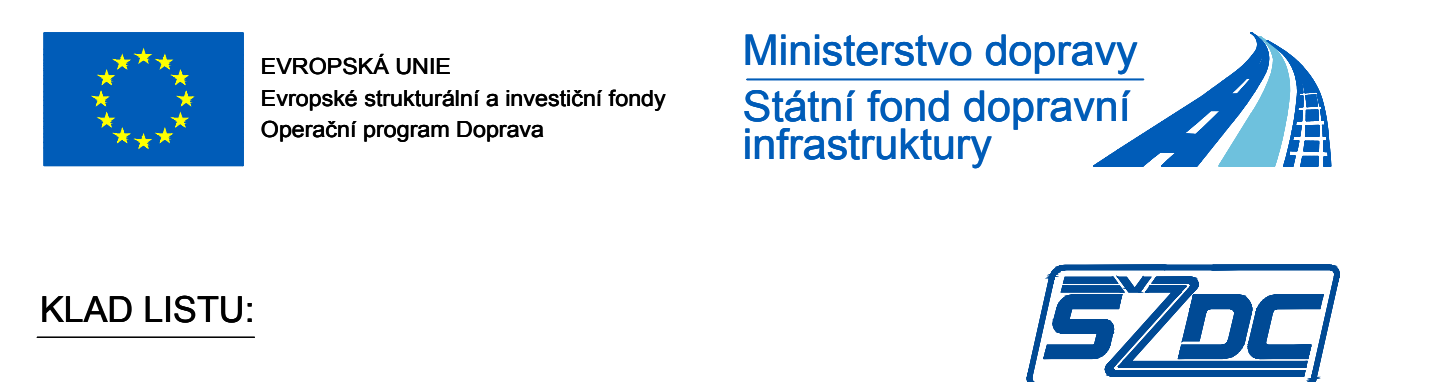 EVROPSKÁ UNIE
Evropské strukturální a investiční fondy
Operační program Doprava
Ministerstvo dopravy
Státní fond dopravní
infrastruktury
KLAD LISTU:
SŽDC